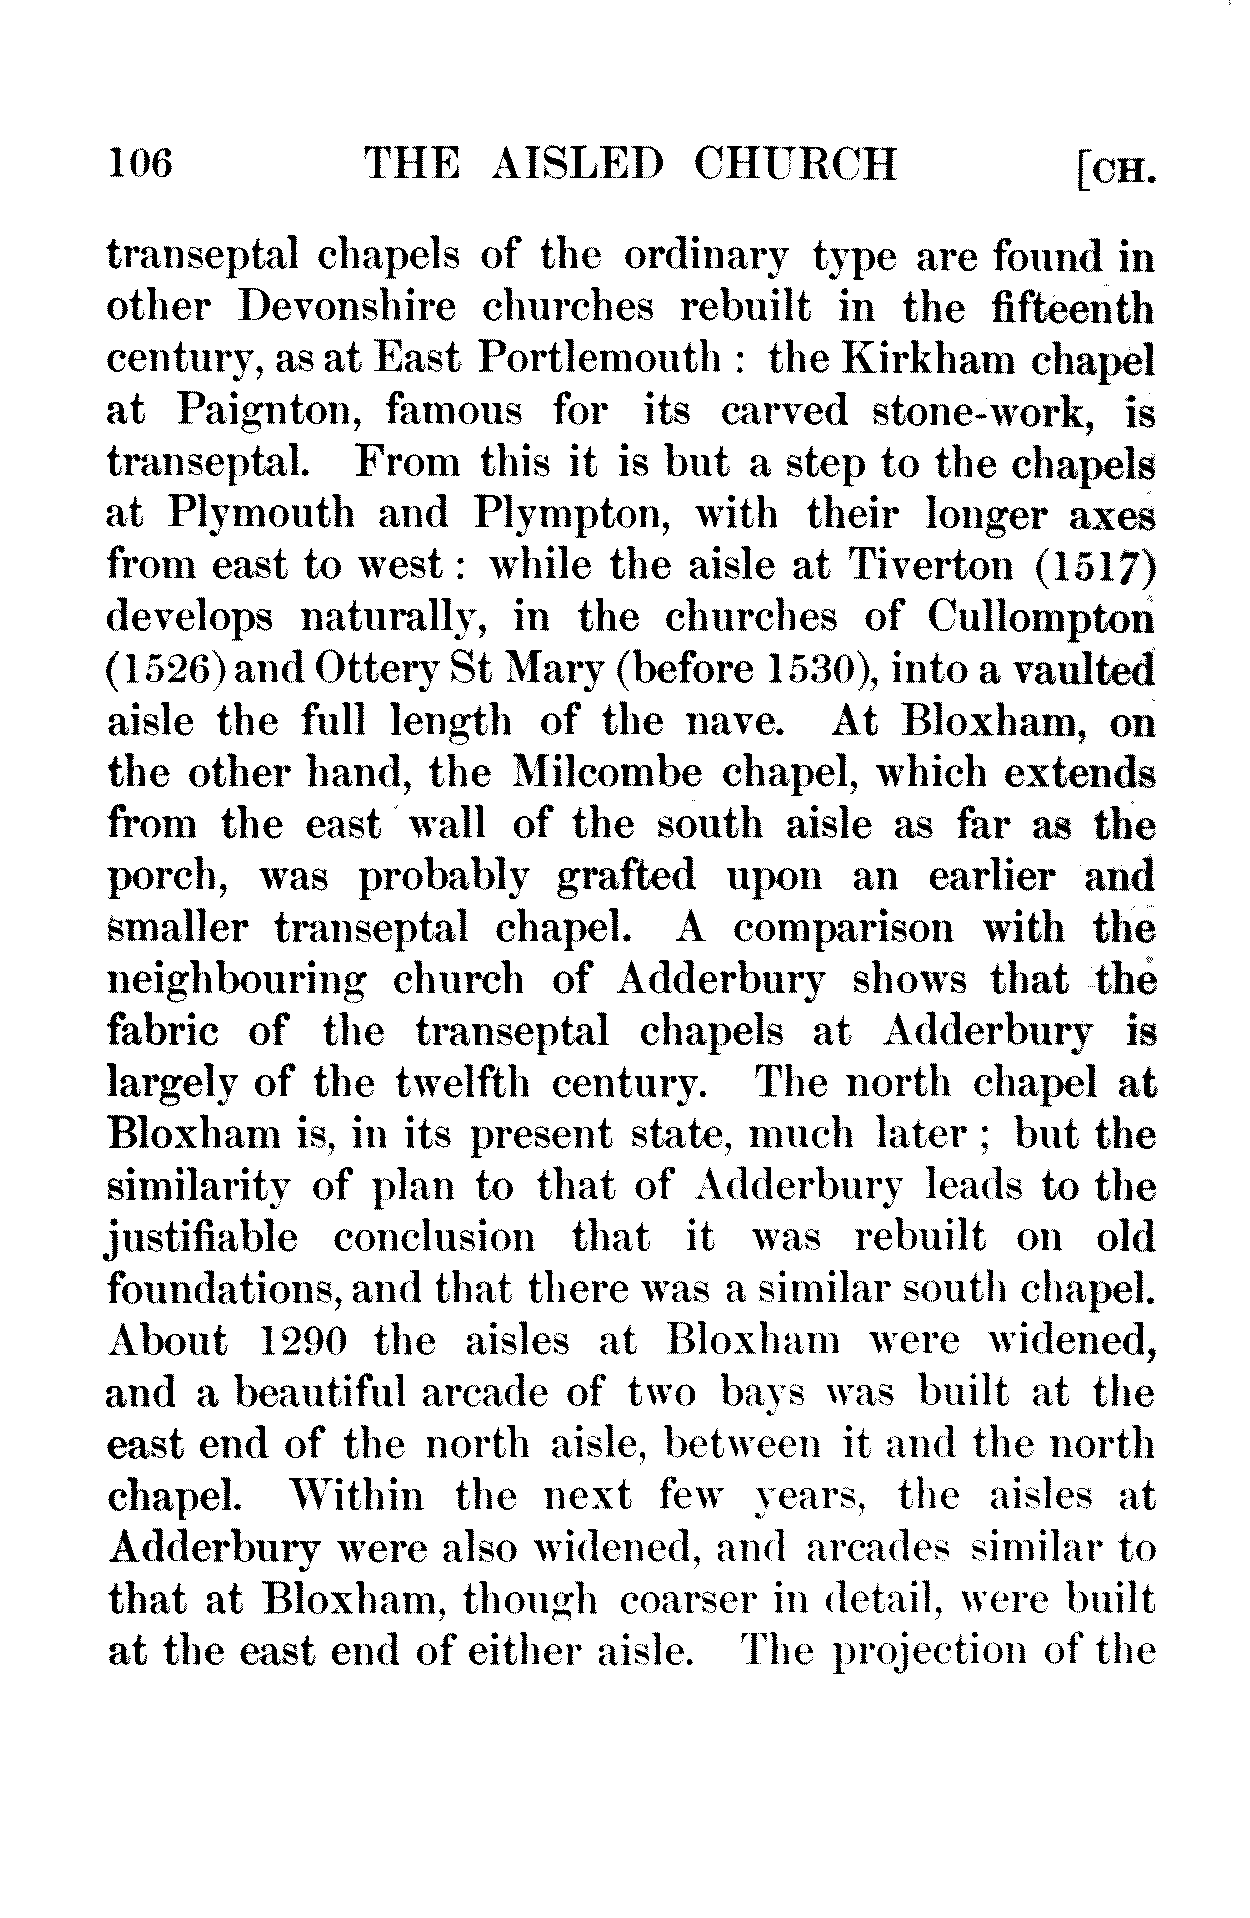 106 THE AISLED CHURCH [CH.
transeptal chapels of the ordinary type are found in
other Devonshire churches rebuilt in the fifteenth
century, as at East Portlemouth : the Kirkham chapel
at Paignton, famous for its carved stone-work, is
transeptal. From this it is but a step to the chapels
at Plymouth and Plympton, with their longer axes
from east to west : while the aisle at Tiverton (1517)
develops naturally, in the churches of Cullompton
(1526) and Ottery St Mary (before 1530), into a vaulted
aisle the full length of the nave. At Bloxham, on
the other hand, the Milcombe chapel, which extends
from the east wall of the south aisle as far as the
porch, was probably grafted upon an earlier and
smaller transeptal chapel. A comparison with the
neighbouring church of Adderbury shows that the
fabric of the transeptal chapels at Adderbury is
largely of the twelfth century. The north chapel at
Bloxham is, in its present state, much later ; but the
similarity of plan to that of Adderbury leads to the
justifiable conclusion that it was rebuilt on old
foundations, and that there was a similar south chapel.
About 1290 the aisles at Bloxham were widened,
and a beautiful arcade of two bays was built at the
east end of the north aisle, between it and the north
chapel. Within the next few years, the aisles at
Adderbury were also widened, and arcades similar to
that at Bloxham, though coarser in detail, were built
at the east end of either aisle. The projection of the